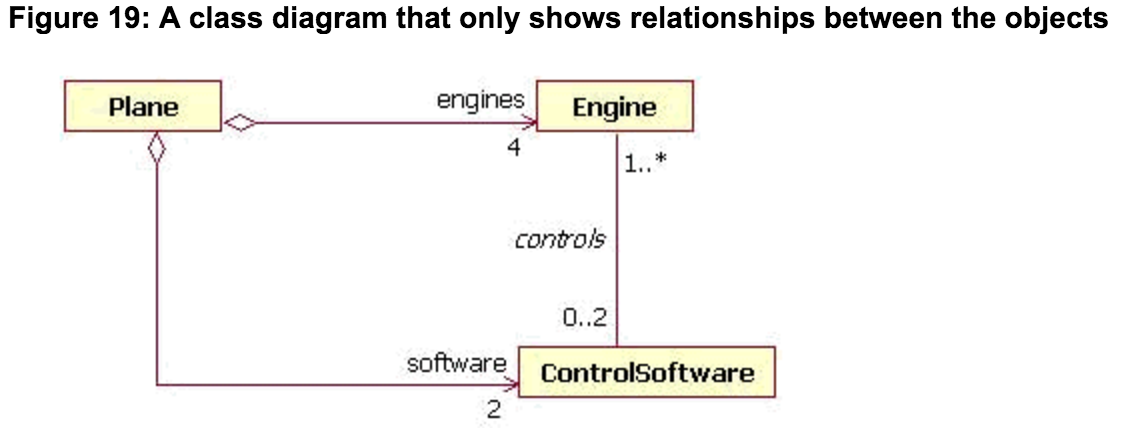 Figure 19: A class diagram that only shows relationships between the objects
Plane
engines
Engine
4
1..*
controls
0..2
software
ControlSoftware
2